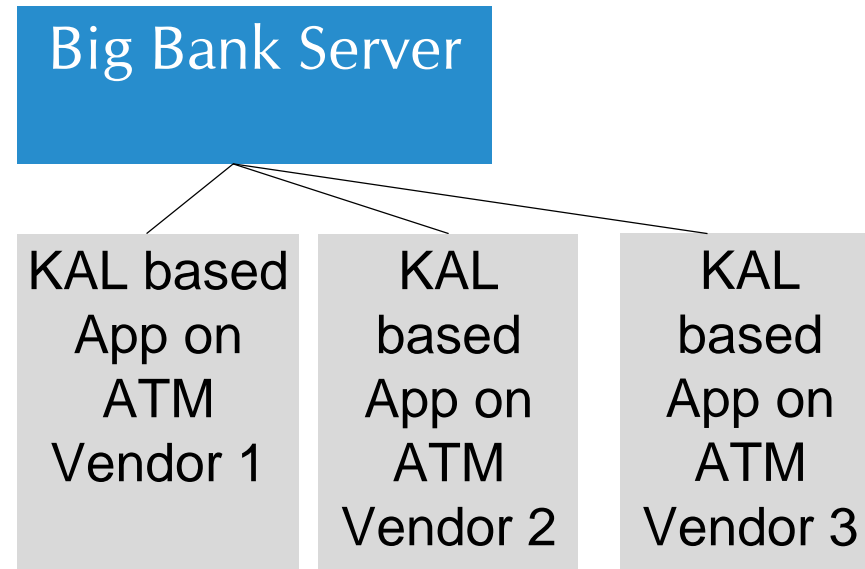 Big Bank Server
KAL based
App on
ATM
Vendor 1
KAL
based
App on
ATM
Vendor 2
KAL
based
App on
ATM
Vendor 3